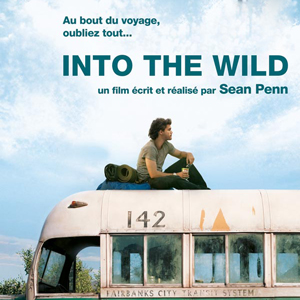 Au bout du voyage,
oubliez tout...
INTO THE WILD
un film écrit et réalisé par Sean Penn
142
FAIRBANKS CITY TRANSIT SYSTEM